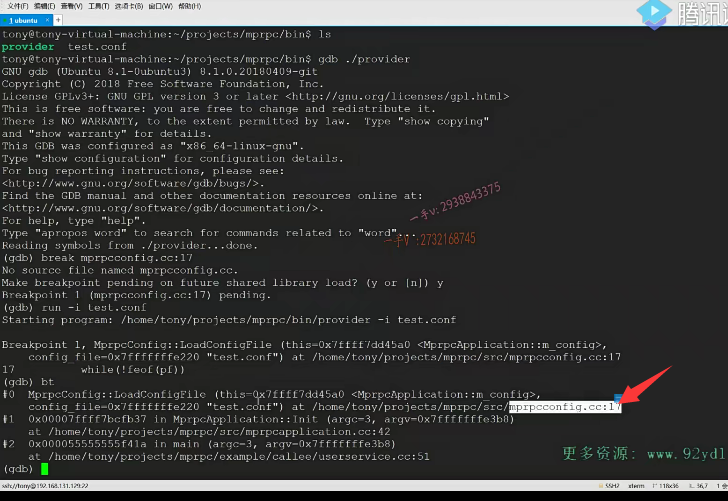 文件(F) 编辑(E) 查看(V) 工具(T) 选项卡(B) 窗口(W) 帮助(H)
腾讯
1 ubuntu × +
tony@tony-virtual-machine:~/projects/mprpc/bin$ ls
provider  test.conf
tony@tony-virtual-machine:~/projects/mprpc/bin$ gdb ./provider
GNU gdb (Ubuntu 8.1-0ubuntu3) 8.1.0.20180409-git
Copyright (C) 2018 Free Software Foundation, Inc.
License GPLv3+: GNU GPL version 3 or later <http://gnu.org/licenses/gpl.html>
This is free software: you are free to change and redistribute it.
There is NO WARRANTY, to the extent permitted by law.  Type "show copying"
and "show warranty" for details.
This GDB was configured as "x86_64-linux-gnu".
Type "show configuration" for configuration details.
For bug reporting instructions, please see:
<http://www.gnu.org/software/gdb/bugs/>.
Find the GDB manual and other documentation resources online at:
<http://www.gnu.org/software/gdb/documentation/>.
一手v:2938843375
For help, type "help".
Type "apropos word" to search for commands related to "word"...
一手v :2732168745
Reading symbols from ./provider...done.
(gdb) break mprpcconfig.cc:17
No source file named mprpcconfig.cc.
Make breakpoint pending on future shared library load? (y or [n]) y
Breakpoint 1 (mprpcconfig.cc:17) pending.
(gdb) run -i test.conf
Starting program: /home/tony/projects/mprpc/bin/provider -i test.conf
Breakpoint 1, MprpcConfig::LoadConfigFile (this=0x7ffff7dd45a0 <MprpcApplication::m_config>,
config_file=0x7fffffffe220 "test.conf") at /home/tony/projects/mprpc/src/mprpcconfig.cc:17
17          while(!feof(pf))
(gdb) bt
#0  MprpcConfig::LoadConfigFile (this=0x7ffff7dd45a0 <MprpcApplication::m_config>,
config_file=0x7fffffffe220 "test.conf") at /home/tony/projects/mprpc/src/mprpcconfig.cc:17
#1  0x00007ffff7bcfb37 in MprpcApplication::Init (argc=3, argv=0x7fffffffe3b8)
at /home/tony/projects/mprpc/src/mprpcapplication.cc:42
#2  0x000055555555f41a in main (argc=3, argv=0x7fffffffe3b8)
at /home/tony/projects/mprpc/example/callee/userservice.cc:51
更多资源: www.92ydl
(gdb)
ssh://tony@192.168.131.129:22
SSH2 xterm 118x36 36,7